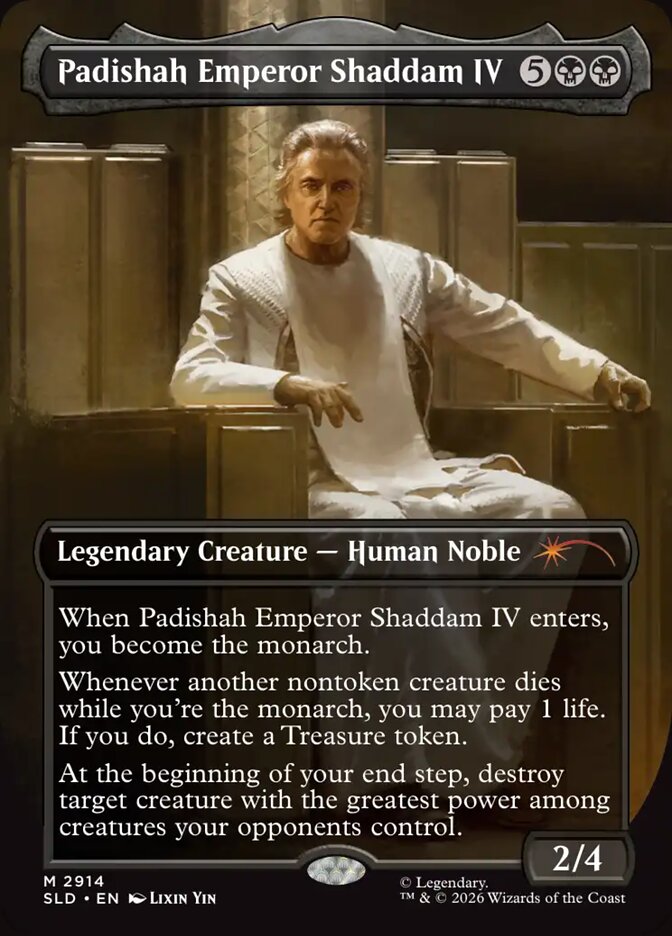 Padishah Emperor Shaddam IV 5
Legendary Creature — Human Noble
When Padishah Emperor Shaddam IV enters,
you become the monarch.
Whenever another nontoken creature dies
while you're the monarch, you may pay 1 life.
If you do, create a Treasure token.
At the beginning of your end step, destroy
target creature with the greatest power among
creatures your opponents control.
2/4
M 2914
SLD • EN Lixin Yin
© Legendary.
™ & © 2026 Wizards of the Coast